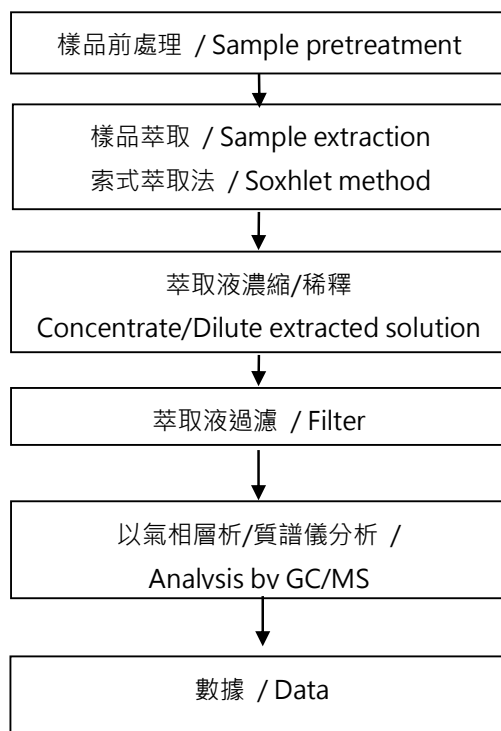 樣品前處理 / Sample pretreatment
樣品萃取 / Sample extraction
索式萃取法 / Soxhlet method
萃取液濃縮/稀釋
Concentrate/Dilute extracted solution
萃取液過濾 / Filter
以氣相層析/質譜儀分析 /
Analysis by GC/MS
數據 / Data